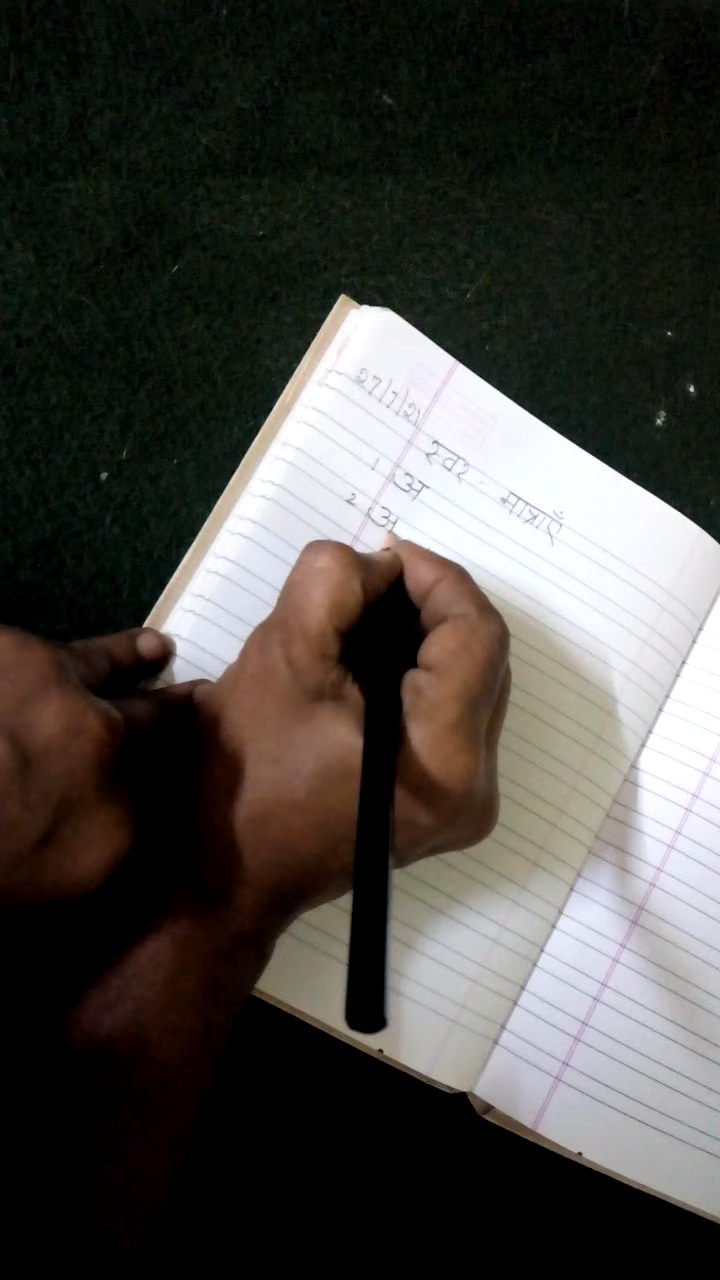 27/7/21
स्वर - मात्राएँ
1. अ
2. अ